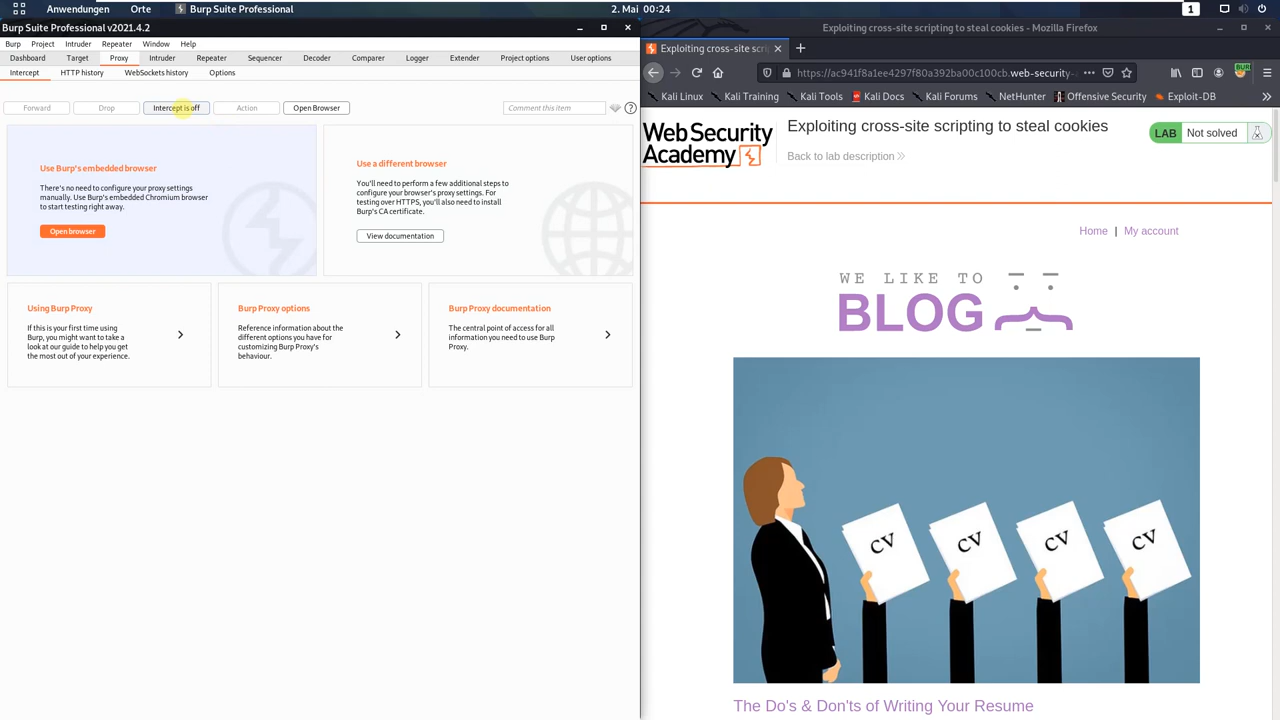 Anwendungen Orte Burp Suite Professional 2. Mai 00:24 1
Burp Suite Professional v2021.4.2
Burp Project Intruder Repeater Window Help
Dashboard Target Proxy Intruder Repeater Sequencer Decoder Comparer Logger Extender Project options User options
Intercept HTTP history WebSockets history Options
Forward Drop Intercept is off Action Open Browser Comment this item ?
Use Burp's embedded browser
There's no need to configure your proxy settings
manually. Use Burp's embedded Chromium browser
to start testing right away.
Open browser
Use a different browser
You'll need to perform a few additional steps to
configure your browser's proxy settings. For
testing over HTTPS, you'll also need to install
Burp's CA certificate.
View documentation
Using Burp Proxy
If this is your first time using
Burp, you might want to take a
look at our guide to help you get
the most out of your experience.
Burp Proxy options
Reference information about the
different options you have for
customizing Burp Proxy's
behaviour.
Burp Proxy documentation
The central point of access for all
information you need to use Burp
Proxy.
Exploiting cross-site scripting to steal cookies - Mozilla Firefox
Exploiting cross-site scrip
https://ac941f8a1ee4297f80a392ba00c100cb.web-security-
BURP
Kali Linux Kali Training Kali Tools Kali Docs Kali Forums NetHunter Offensive Security Exploit-DB
Web Security
Academy
Exploiting cross-site scripting to steal cookies
Back to lab description
LAB Not solved
Home | My account
WE LIKE TO
BLOG
CV CV CV CV
The Do's & Don'ts of Writing Your Resume